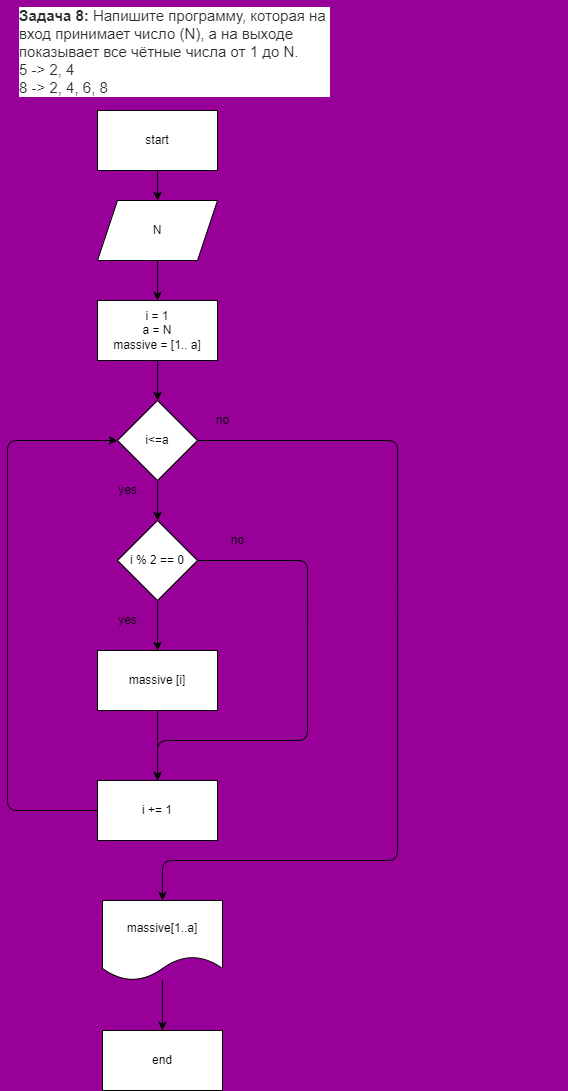 Задача 8: Напишите программу, которая на
вход принимает число (N), а на выходе
показывает все чётные числа от 1 до N.
5 -> 2, 4
8 -> 2, 4, 6, 8
start
N
i = 1
a = N
massive = [1.. a]
no
i<=a
yes
no
i % 2 == 0
yes
massive [i]
i += 1
massive[1..a]
end